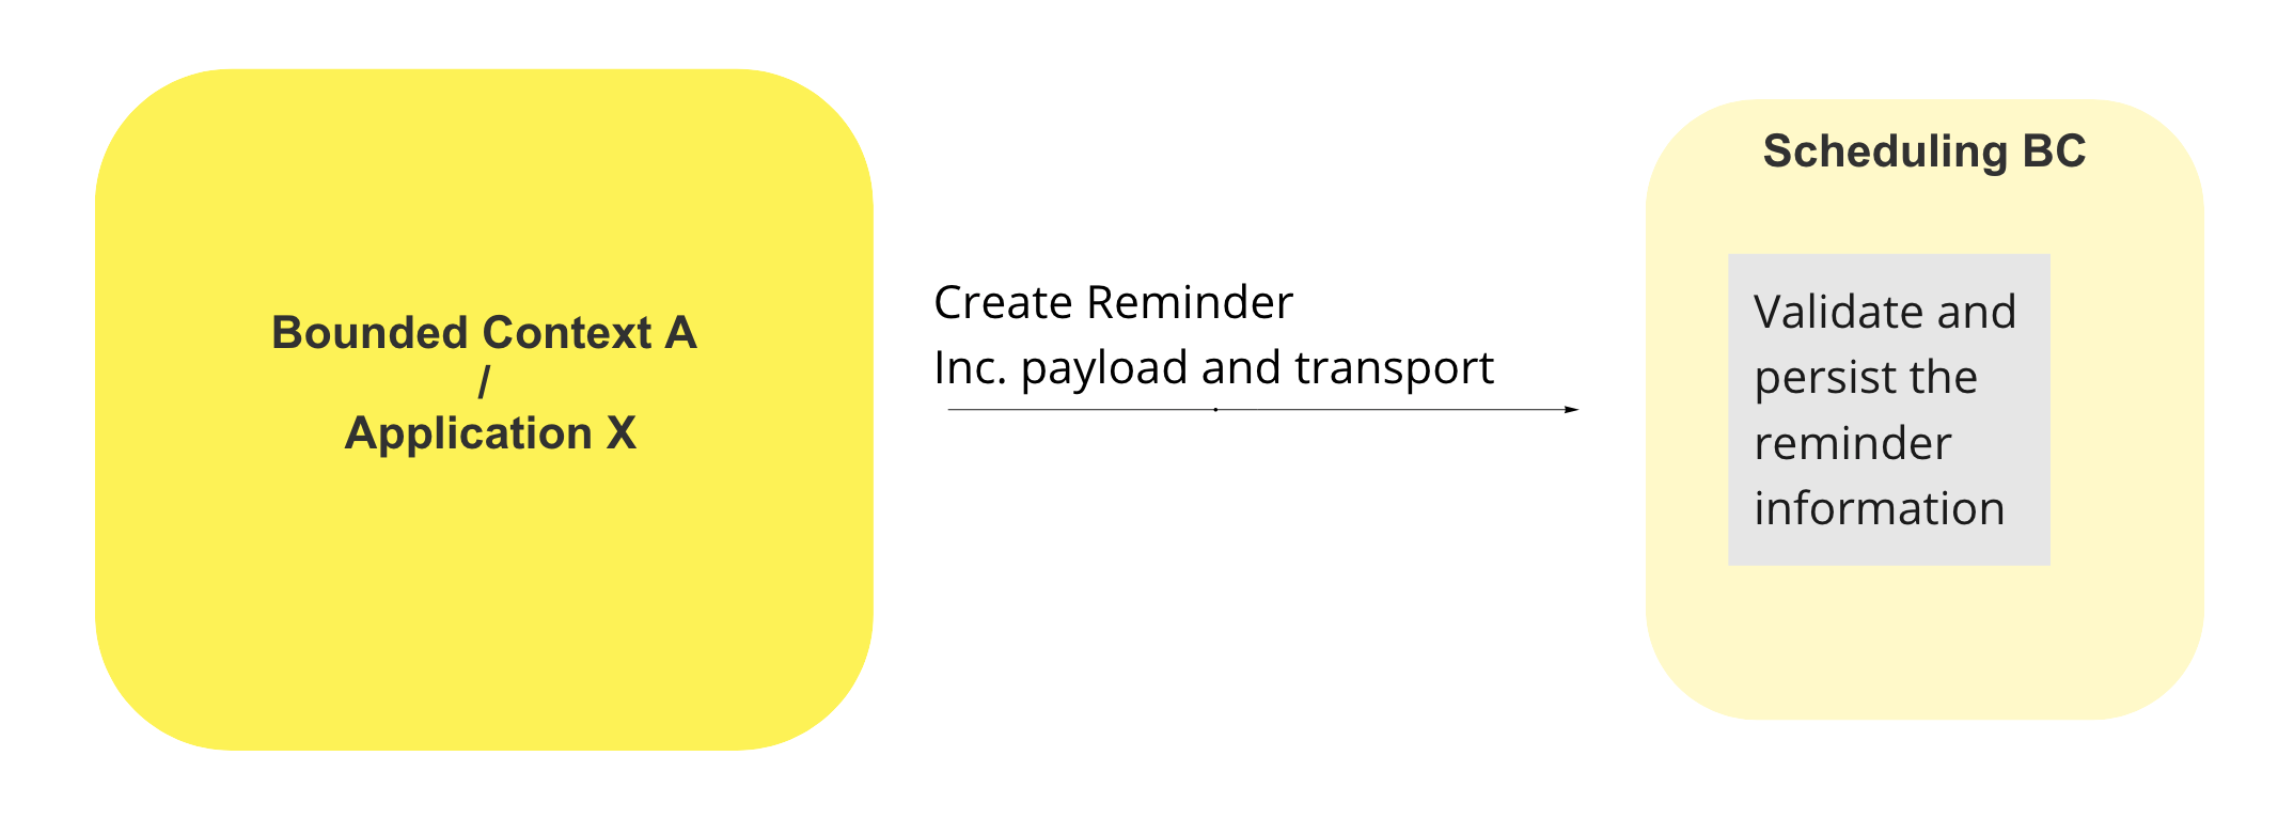 Bounded Context A
/
Application X
Create Reminder
Inc. payload and transport
Scheduling BC
Validate and
persist the
reminder
information